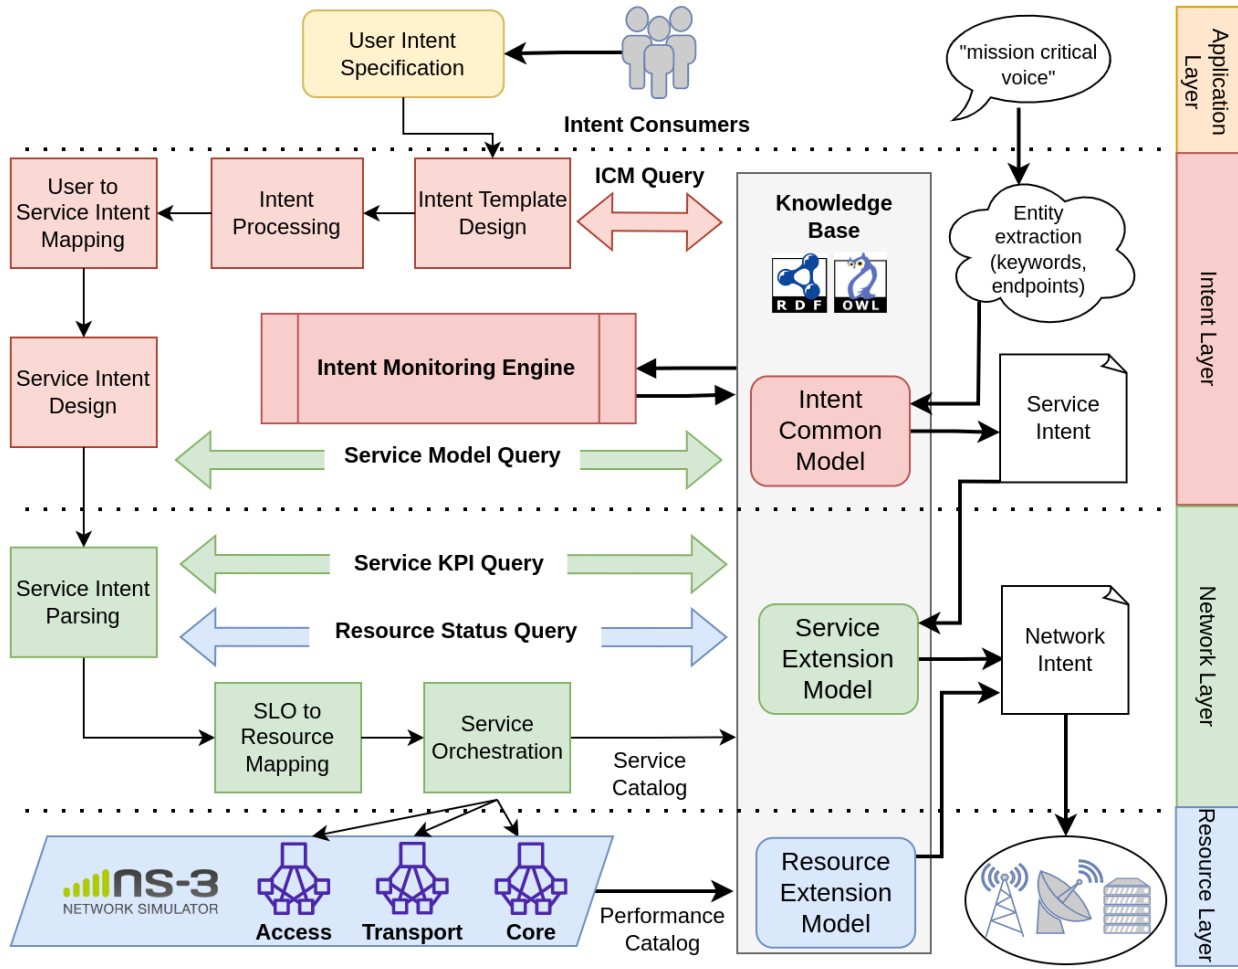 User Intent
Specification
Intent Consumers
"mission critical
voice"
Application
Layer
User to
Service Intent
Mapping
Intent
Processing
Intent Template
Design
ICM Query
Knowledge
Base
RDF
OWL
Entity
extraction
(keywords,
endpoints)
Intent Layer
Service Intent
Design
Intent Monitoring Engine
Intent
Common
Model
Service
Intent
Service Model Query
Service Intent
Parsing
Service KPI Query
Resource Status Query
Service
Extension
Model
Network
Intent
Network Layer
SLO to
Resource
Mapping
Service
Orchestration
Service
Catalog
NS-3
NETWORK SIMULATOR
Access
Transport
Core
Performance
Catalog
Resource
Extension
Model
Resource Layer